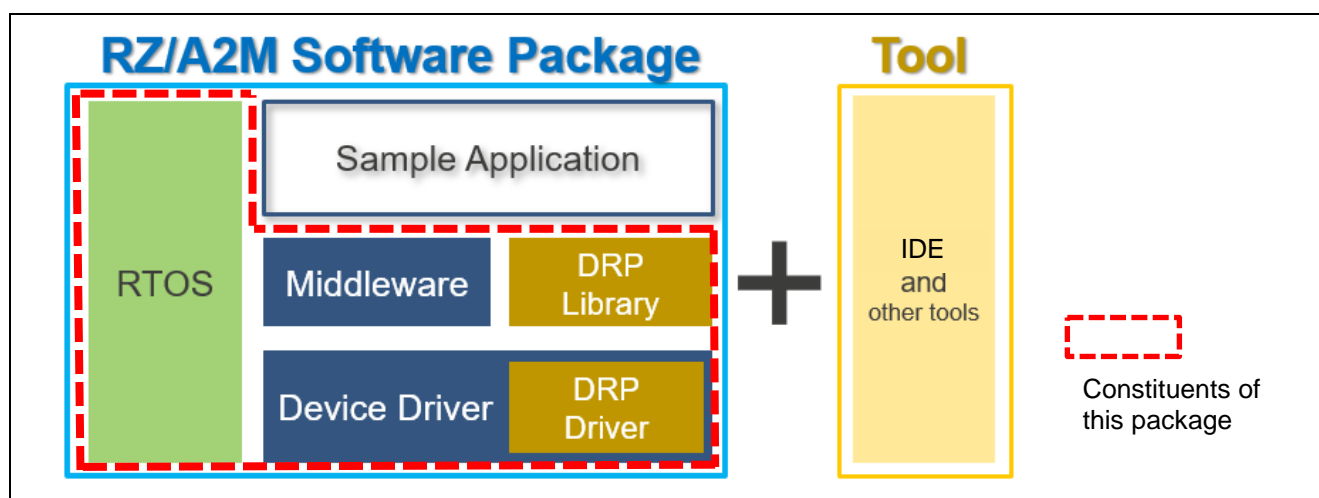 RZ/A2M Software Package
Tool
RTOS
Sample Application
Middleware
DRP
Library
Device Driver
DRP
Driver
IDE
and
other tools
Constituents of
this package